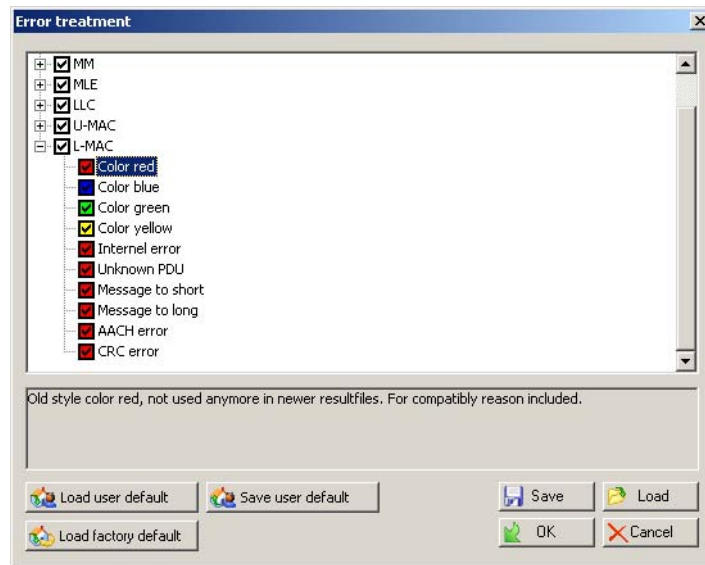 Error treatment
MM
MLE
LLC
U-MAC
L-MAC
Color red
Color blue
Color green
Color yellow
Internel error
Unknown PDU
Message to short
Message to long
AACH error
CRC error
Old style color red, not used anymore in newer resultfiles. For compatibly reason included.
Load user default
Save user default
Save
Load
Load factory default
OK
Cancel